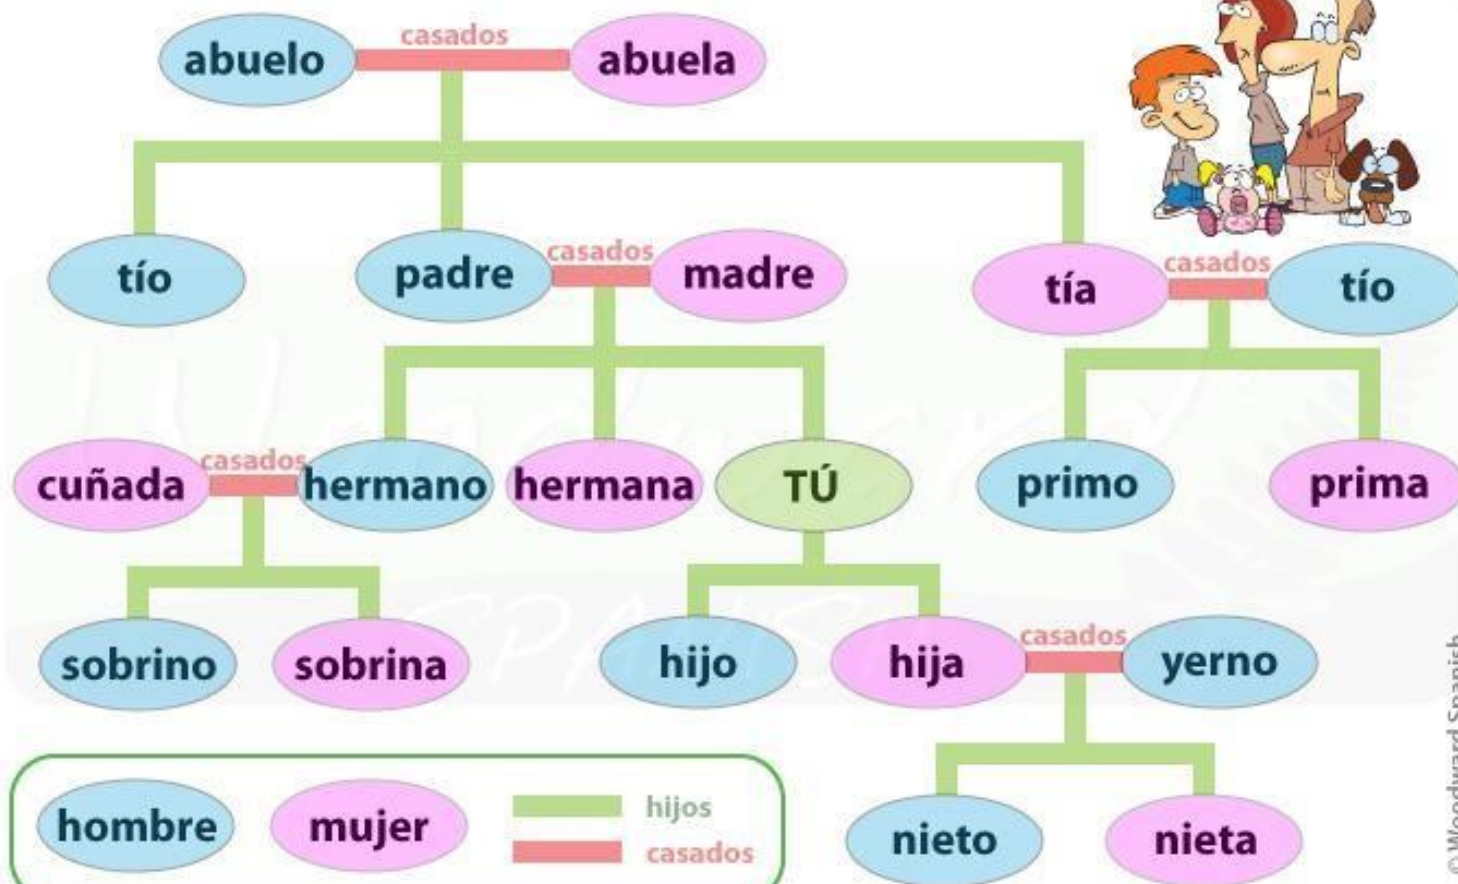 abuelo casados abuela
tío padre casados madre tía casados tío
cuñada casados hermano hermana TÚ primo prima
sobrino sobrina hijo hija casados yerno
hombre mujer hijos
casados
nieto nieta
© Woodward Spanish